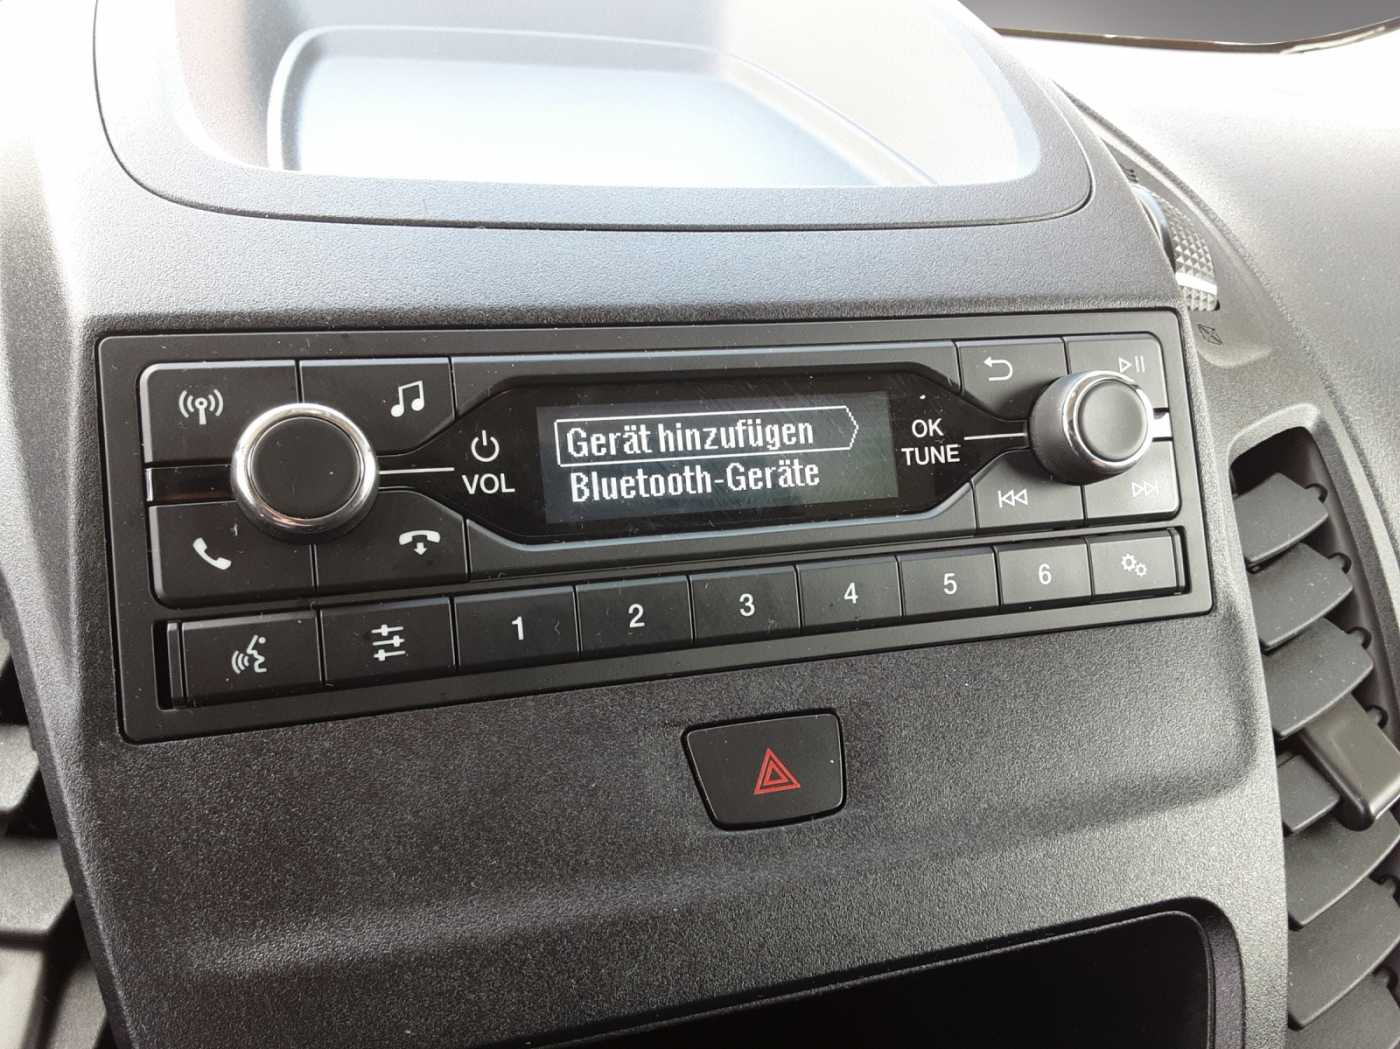 VOL
Gerät hinzufügen
Bluetooth-Geräte
OK
TUNE
1 2 3 4 5 6